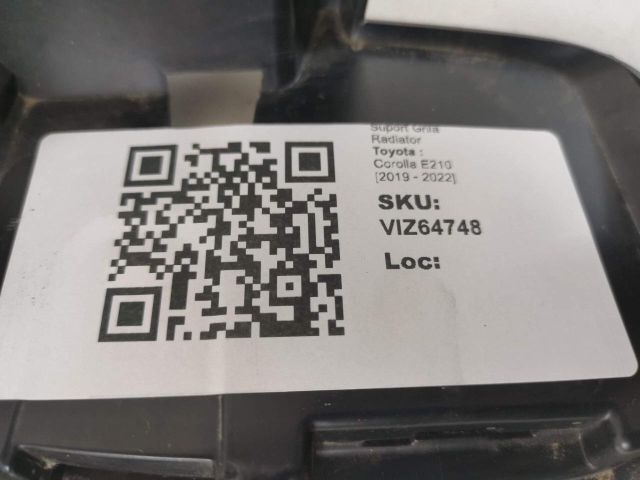 Suport Grila
Radiator
Toyota :
Corolla E210
[2019 - 2022]
SKU:
VIZ64748
Loc: